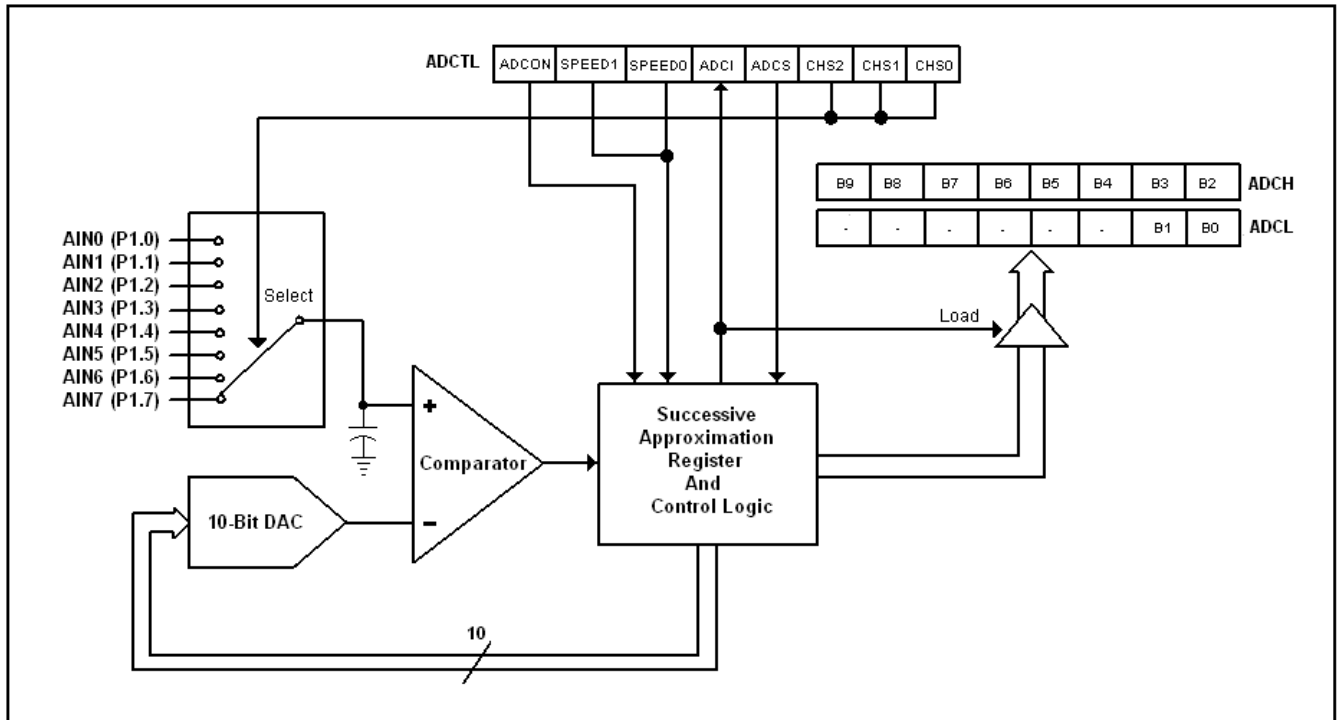 ADCTL ADCON SPEED1 SPEED0 ADCI ADCS CHS2 CHS1 CHS0
B9 B8 B7 B6 B5 B4 B3 B2 ADCH
- - - - - - B1 B0 ADCL
AIN0 (P1.0)
AIN1 (P1.1)
AIN2 (P1.2)
AIN3 (P1.3)
AIN4 (P1.4)
AIN5 (P1.5)
AIN6 (P1.6)
AIN7 (P1.7)
Select
Load
+
Comparator
-
Successive
Approximation
Register
And
Control Logic
10-Bit DAC
10